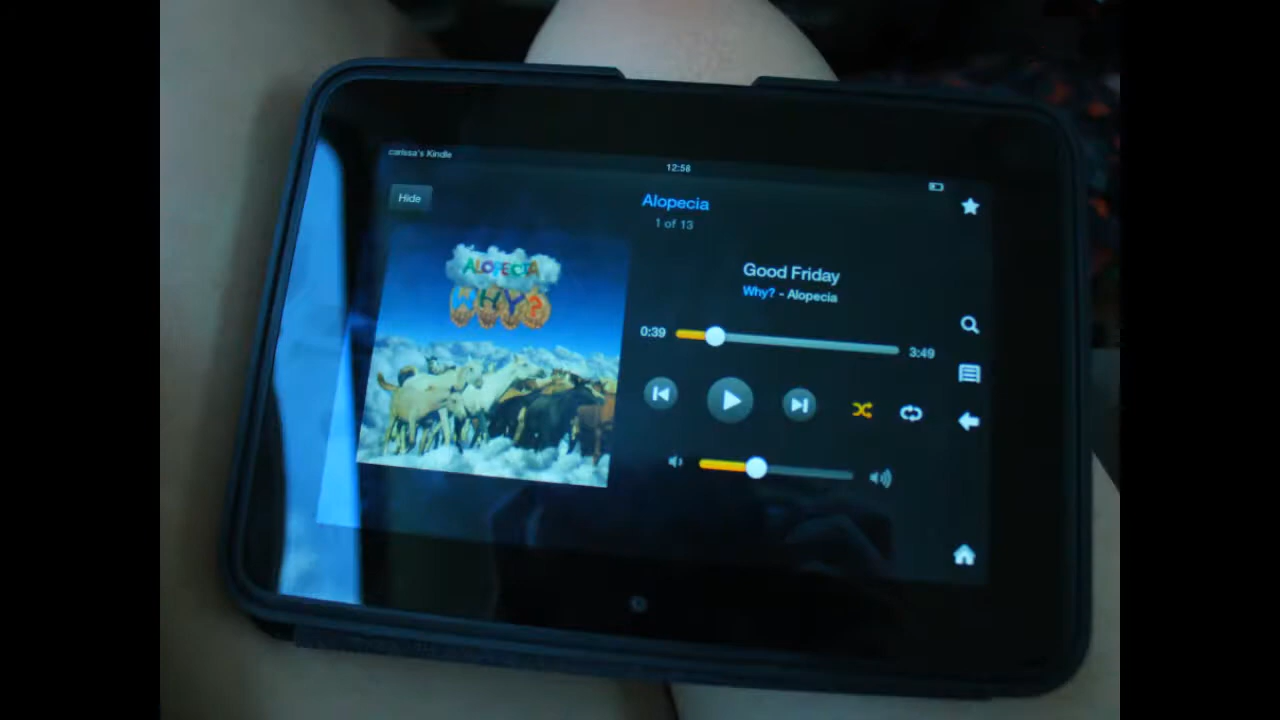 carissa's Kindle
12:58
Hide
Alopecia
1 of 13
ALOPECIA
WHY?
Good Friday
Why? - Alopecia
0:39
3:49